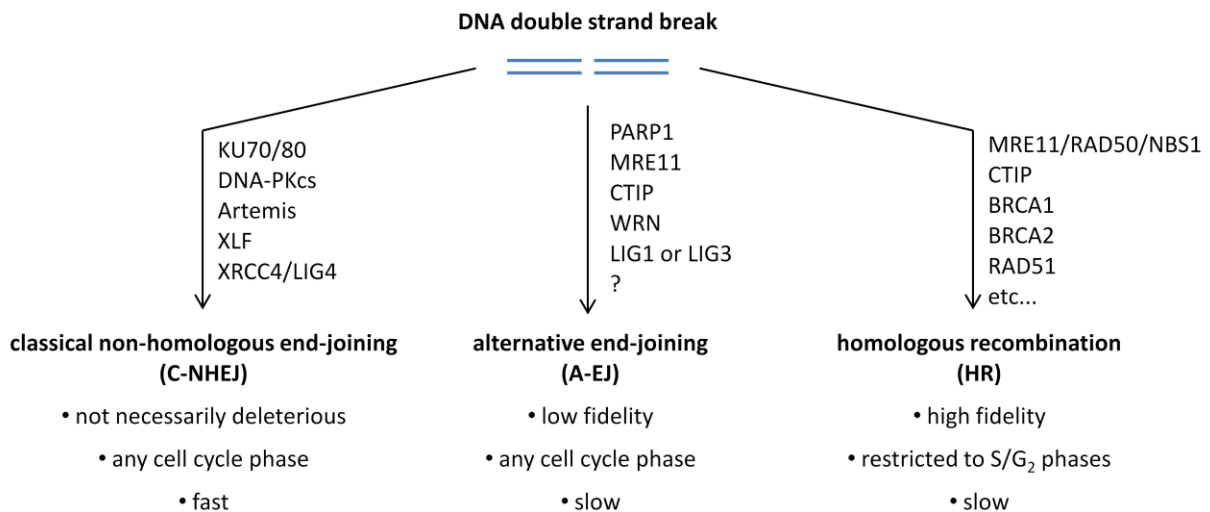 DNA double strand break
KU70/80
DNA-PKcs
Artemis
XLF
XRCC4/LIG4
classical non-homologous end-joining
(C-NHEJ)
• not necessarily deleterious
• any cell cycle phase
• fast
PARP1
MRE11
CTIP
WRN
LIG1 or LIG3
?
alternative end-joining
(A-EJ)
• low fidelity
• any cell cycle phase
• slow
MRE11/RAD50/NBS1
CTIP
BRCA1
BRCA2
RAD51
etc...
homologous recombination
(HR)
• high fidelity
• restricted to S/G₂ phases
• slow